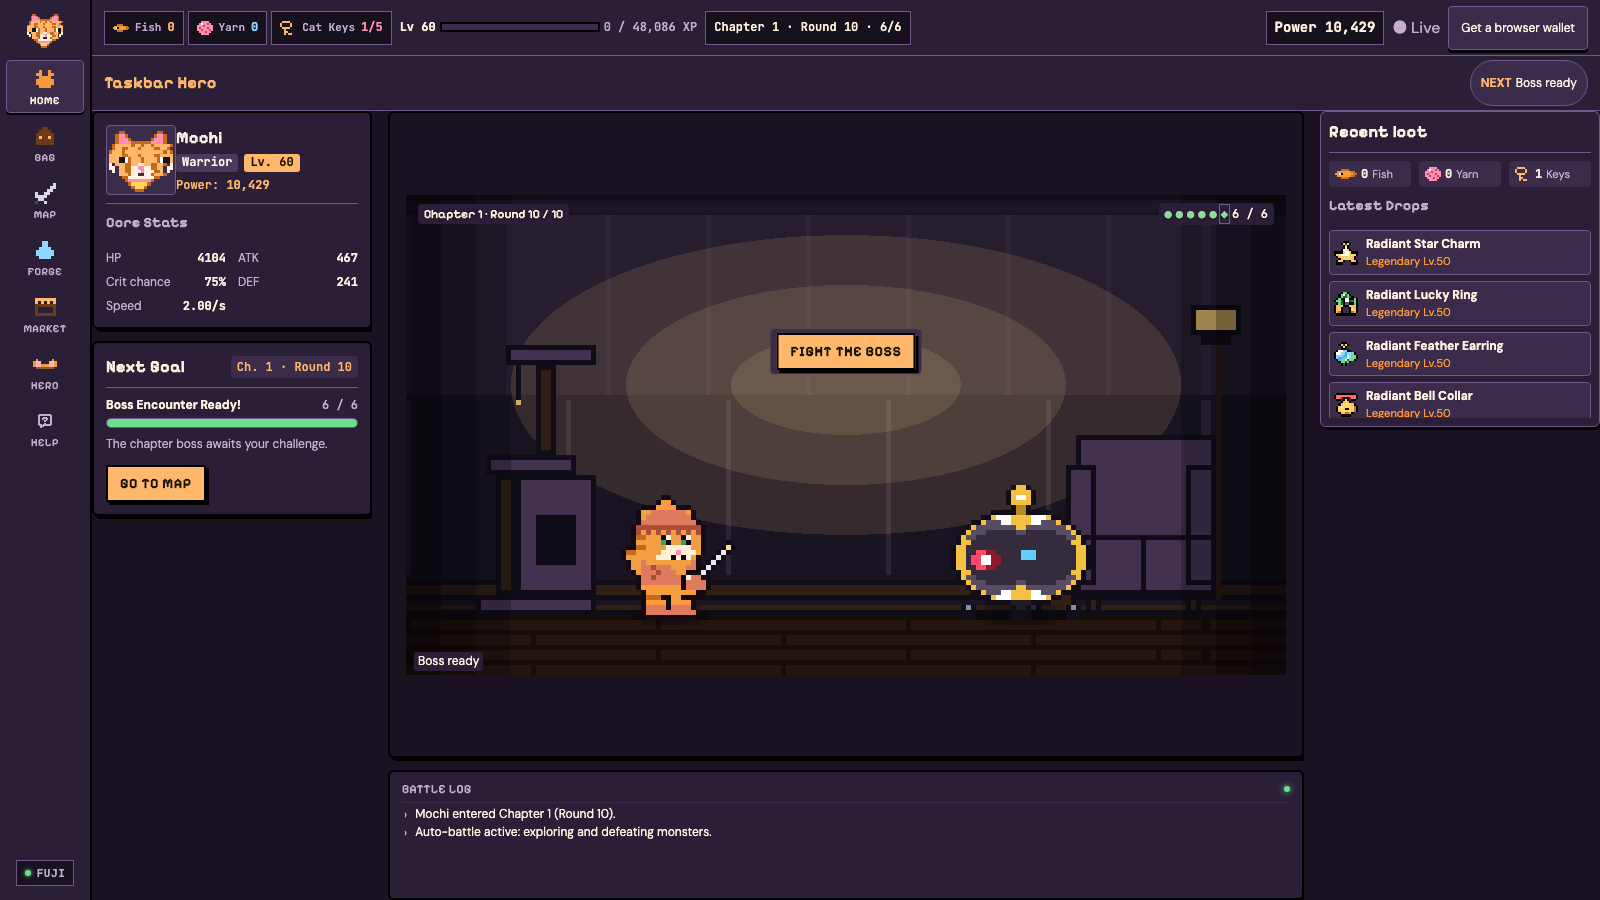 Fish 0
Yarn 0
Cat Keys 1/5
Lv 60
0 / 48,086 XP
Chapter 1 · Round 10 · 6/6
Power 10,429
Live
Get a browser wallet
HOME
BAG
MAP
FORGE
MARKET
HERO
HELP
FUJI
Taskbar Hero
NEXT Boss ready
Mochi
Warrior
Lv. 60
Power: 10,429
Core Stats
HP 4104 ATK 467
Crit chance 75% DEF 241
Speed 2.00/s
Next Goal
Ch. 1 · Round 10
Boss Encounter Ready! 6 / 6
The chapter boss awaits your challenge.
GO TO MAP
Chapter 1 · Round 10 / 10
6 / 6
FIGHT THE BOSS
Boss ready
BATTLE LOG
› Mochi entered Chapter 1 (Round 10).
› Auto-battle active: exploring and defeating monsters.
Recent loot
0 Fish
0 Yarn
1 Keys
Latest Drops
Radiant Star Charm
Legendary Lv.50
Radiant Lucky Ring
Legendary Lv.50
Radiant Feather Earring
Legendary Lv.50
Radiant Bell Collar
Legendary Lv.50